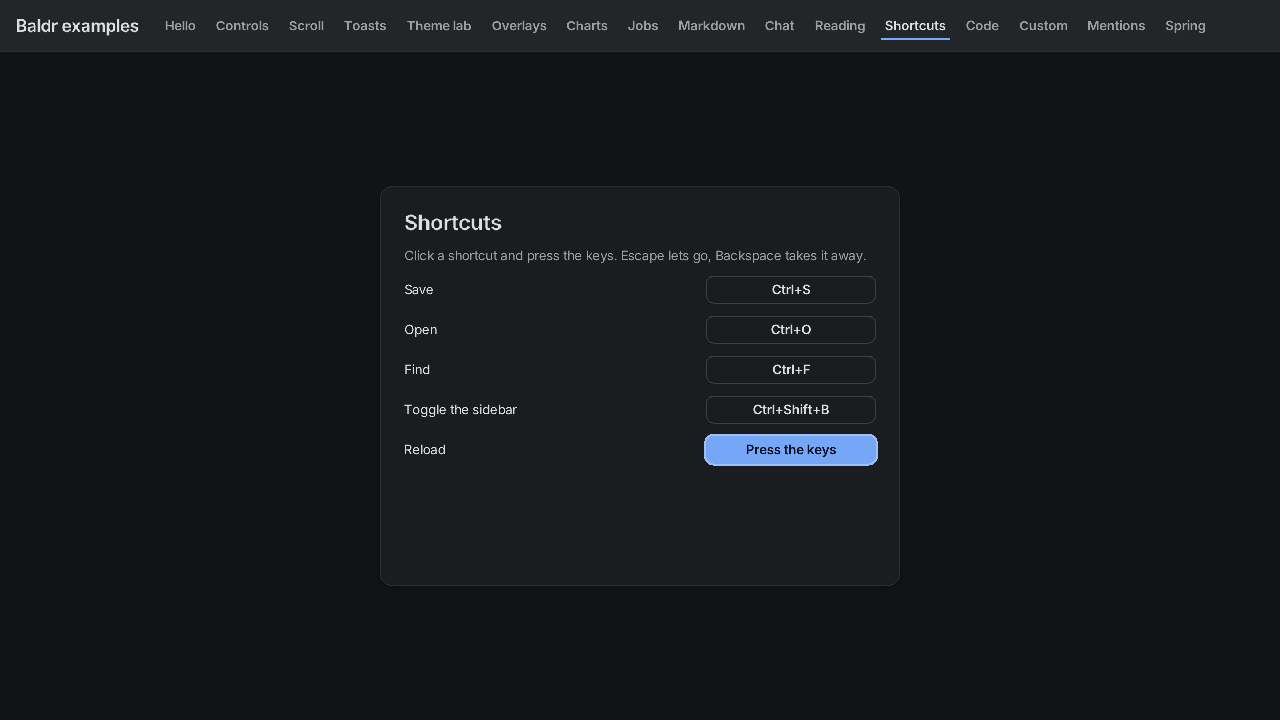 Baldr examples Hello Controls Scroll Toasts Theme lab Overlays Charts Jobs Markdown Chat Reading Shortcuts Code Custom Mentions Spring
Shortcuts
Click a shortcut and press the keys. Escape lets go, Backspace takes it away.
Save Ctrl+S
Open Ctrl+O
Find Ctrl+F
Toggle the sidebar Ctrl+Shift+B
Reload Press the keys